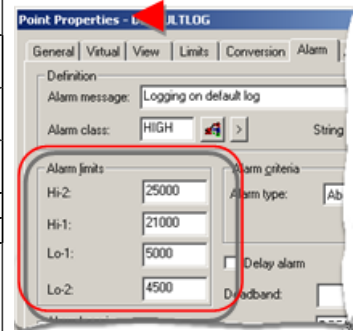 Point Properties - D ULTLOG
General Virtual View Limits Conversion Alarm
Definition
Alarm message: Logging on default log
Alarm class: HIGH > String
Alarm limits
Alarm criteria
Hi-2: 25000
Alarm type: Ab
Hi-1: 21000
Lo-1: 5000
Delay alarm
Lo-2: 4500
Deadband: